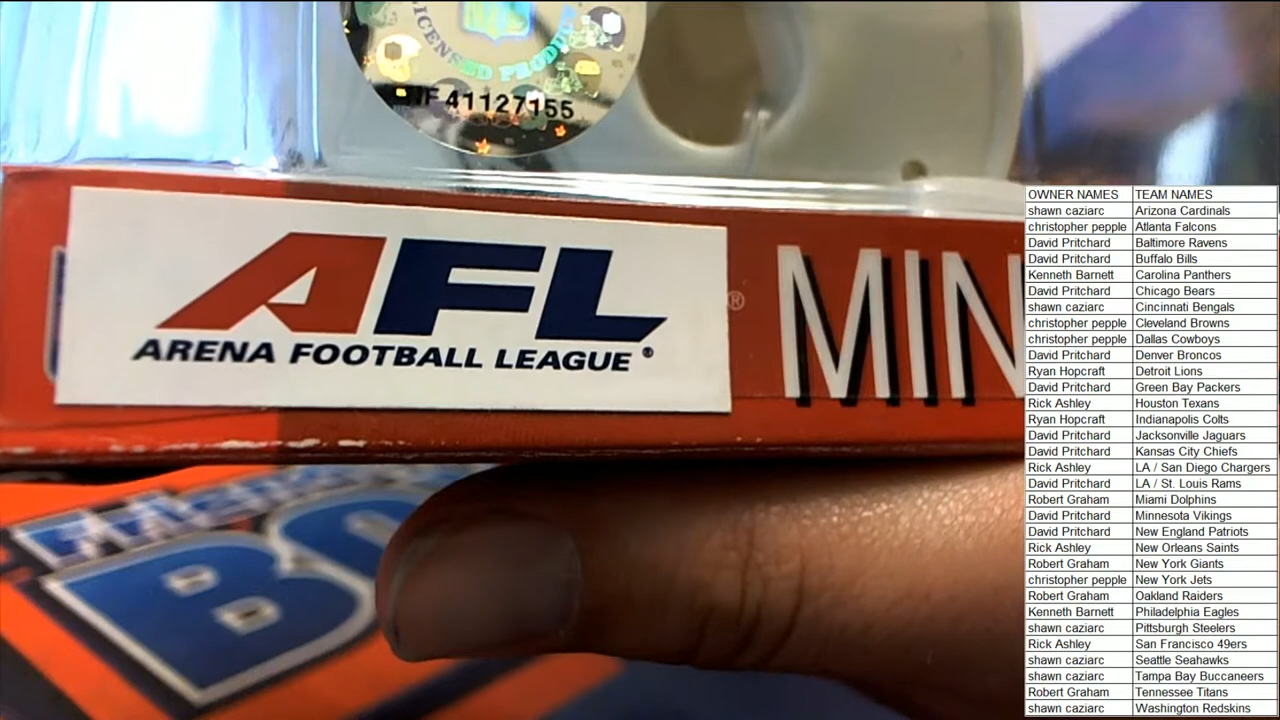 LICENSED PRODUCT
41127155
AFL
ARENA FOOTBALL LEAGUE®
®
MIN
BO
OWNER NAMES TEAM NAMES
shawn caziarc Arizona Cardinals
christopher pepple Atlanta Falcons
David Pritchard Baltimore Ravens
David Pritchard Buffalo Bills
Kenneth Barnett Carolina Panthers
David Pritchard Chicago Bears
shawn caziarc Cincinnati Bengals
christopher pepple Cleveland Browns
christopher pepple Dallas Cowboys
David Pritchard Denver Broncos
Ryan Hopcraft Detroit Lions
David Pritchard Green Bay Packers
Rick Ashley Houston Texans
Ryan Hopcraft Indianapolis Colts
David Pritchard Jacksonville Jaguars
David Pritchard Kansas City Chiefs
Rick Ashley LA / San Diego Chargers
David Pritchard LA / St. Louis Rams
Robert Graham Miami Dolphins
David Pritchard Minnesota Vikings
David Pritchard New England Patriots
Rick Ashley New Orleans Saints
Robert Graham New York Giants
christopher pepple New York Jets
Robert Graham Oakland Raiders
Kenneth Barnett Philadelphia Eagles
shawn caziarc Pittsburgh Steelers
Rick Ashley San Francisco 49ers
shawn caziarc Seattle Seahawks
shawn caziarc Tampa Bay Buccaneers
Robert Graham Tennessee Titans
shawn caziarc Washington Redskins